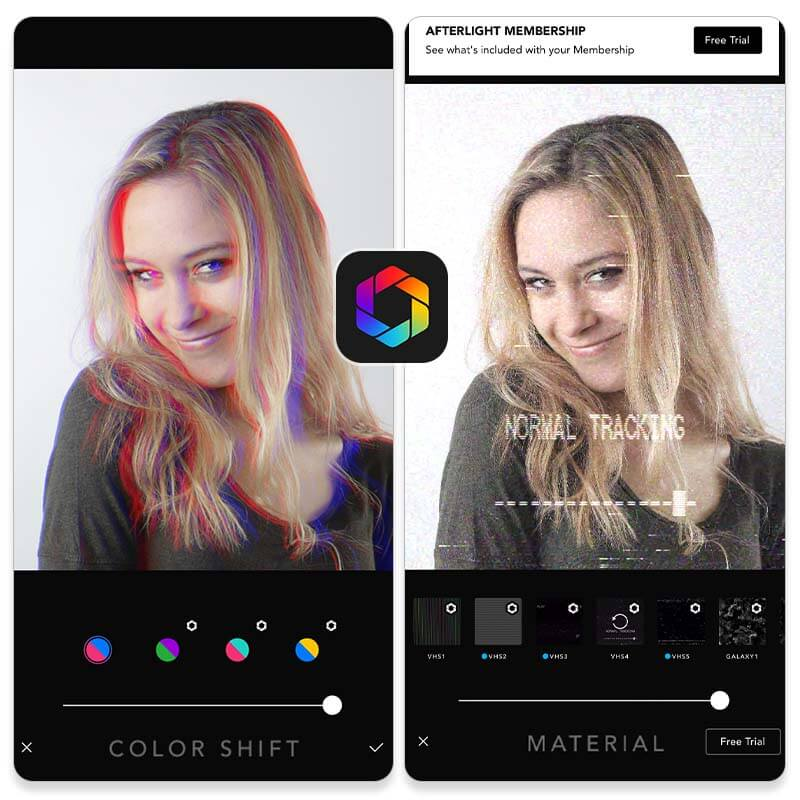 COLOR SHIFT
AFTERLIGHT MEMBERSHIP
See what's included with your Membership
Free Trial
NORMAL TRACKING
VHS1
VHS2
VHS3
VHS4
VHS5
GALAXY1
MATERIAL
Free Trial